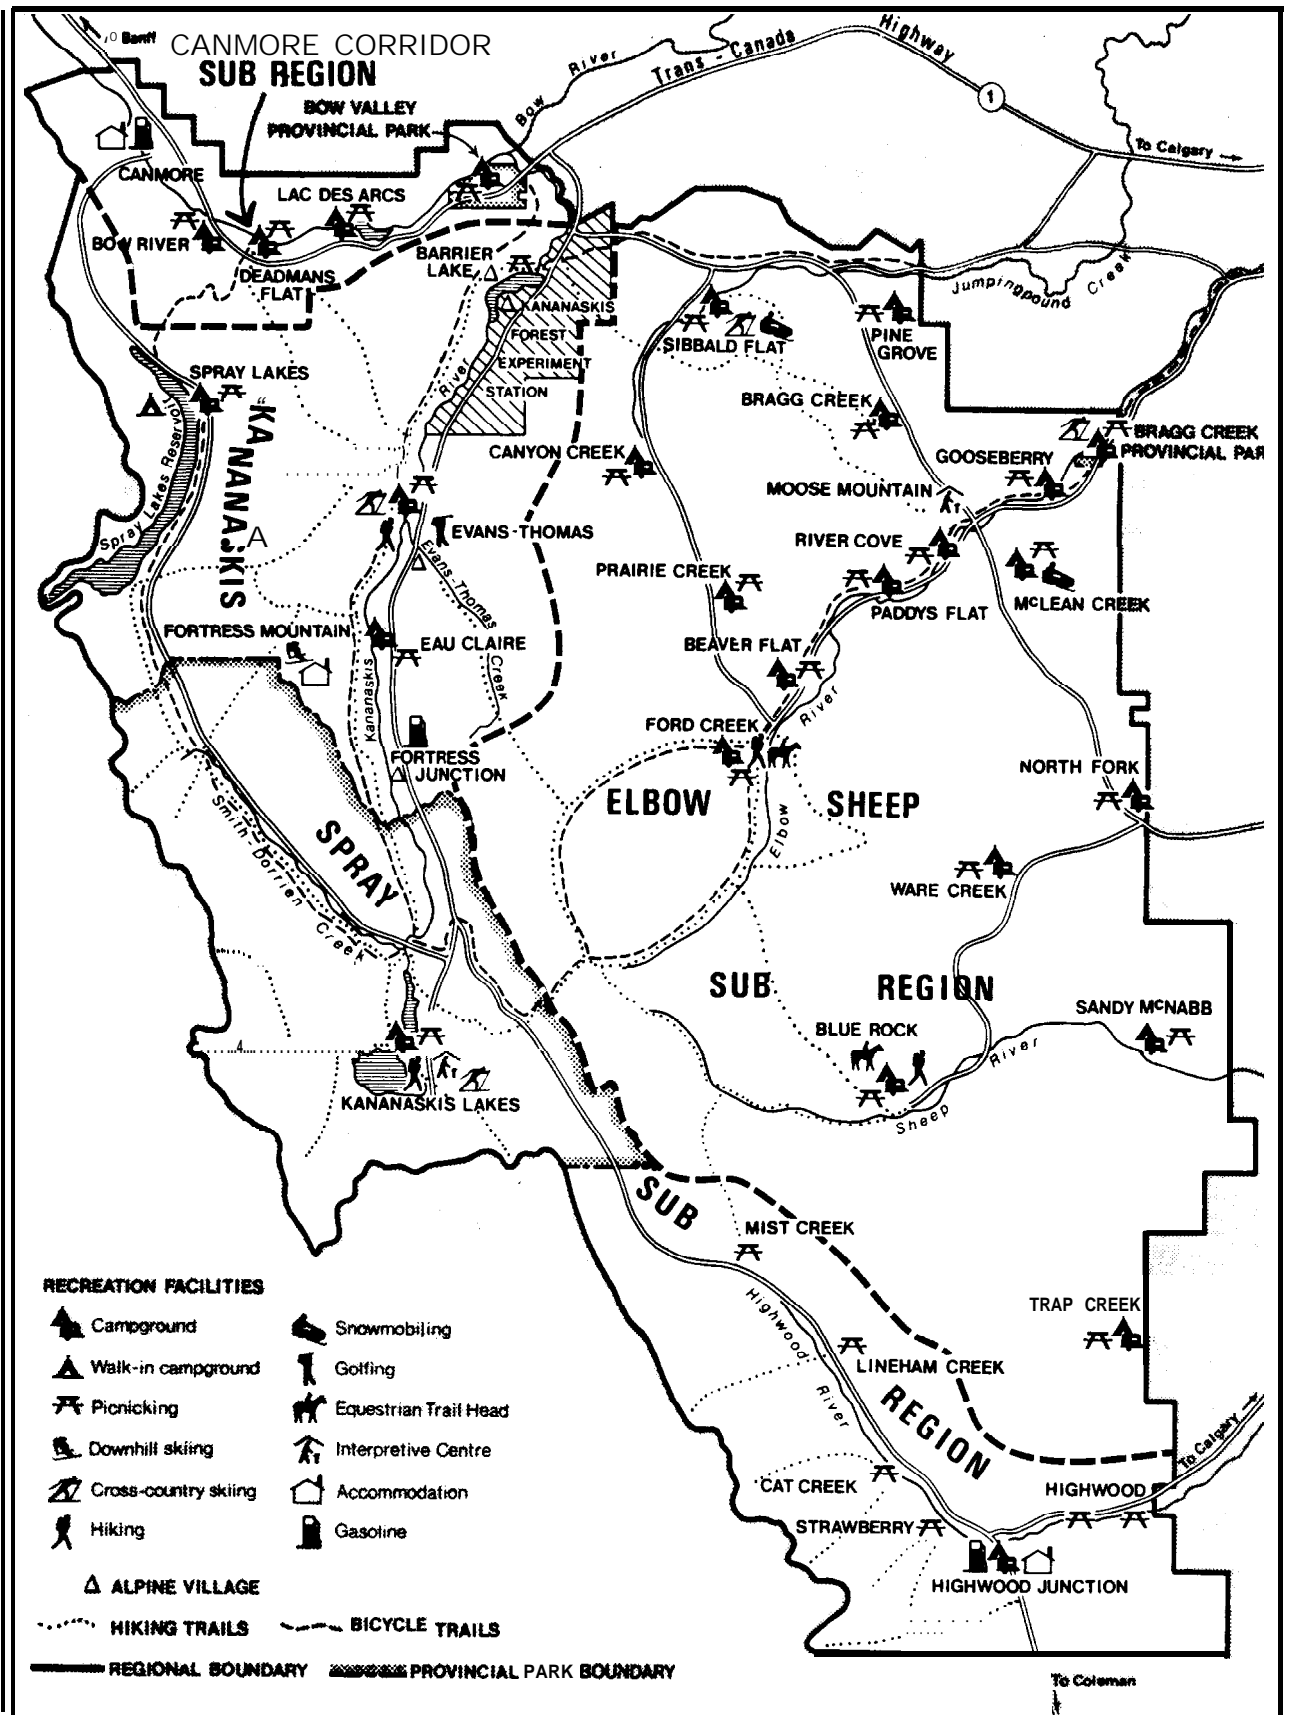 TO Banff
CANMORE CORRIDOR
SUB REGION
BOW VALLEY
PROVINCIAL PARK
Bow River
Trans - Canada Highway
1
To Calgary
CANMORE
LAC DES ARCS
BOW RIVER
DEADMANS
FLAT
BARRIER
LAKE
KANANASKIS
FOREST
EXPERIMENT
STATION
River
Jumpingpound Creek
SIBBALD FLAT
PINE
GROVE
SPRAY LAKES
Spray Lakes Reservoir
"KANANASKIS
A
BRAGG CREEK
BRAGG CREEK
PROVINCIAL PAR
CANYON CREEK
GOOSEBERRY
MOOSE MOUNTAIN
EVANS-THOMAS
Evans-Thomas Creek
RIVER COVE
PRAIRIE CREEK
PADDYS FLAT
McLEAN CREEK
FORTRESS MOUNTAIN
EAU CLAIRE
BEAVER FLAT
River
Kananaskis
FORD CREEK
FORTRESS
JUNCTION
NORTH FORK
ELBOW SHEEP
Elbow
SPRAY
Smith-Dorrien Creek
WARE CREEK
SUB REGION
SANDY McNABB
BLUE ROCK
River
Sheep
4
KANANASKIS LAKES
SUB
MIST CREEK
Highwood River
TRAP CREEK
LINEHAM CREEK
REGION
To Calgary
CAT CREEK
HIGHWOOD
STRAWBERRY
HIGHWOOD JUNCTION
To Coleman
RECREATION FACILITIES
Campground
Walk-in campground
Picnicking
Downhill skiing
Cross-country skiing
Hiking
Snowmobiling
Golfing
Equestrian Trail Head
Interpretive Centre
Accommodation
Gasoline
ALPINE VILLAGE
HIKING TRAILS
BICYCLE TRAILS
REGIONAL BOUNDARY
PROVINCIAL PARK BOUNDARY